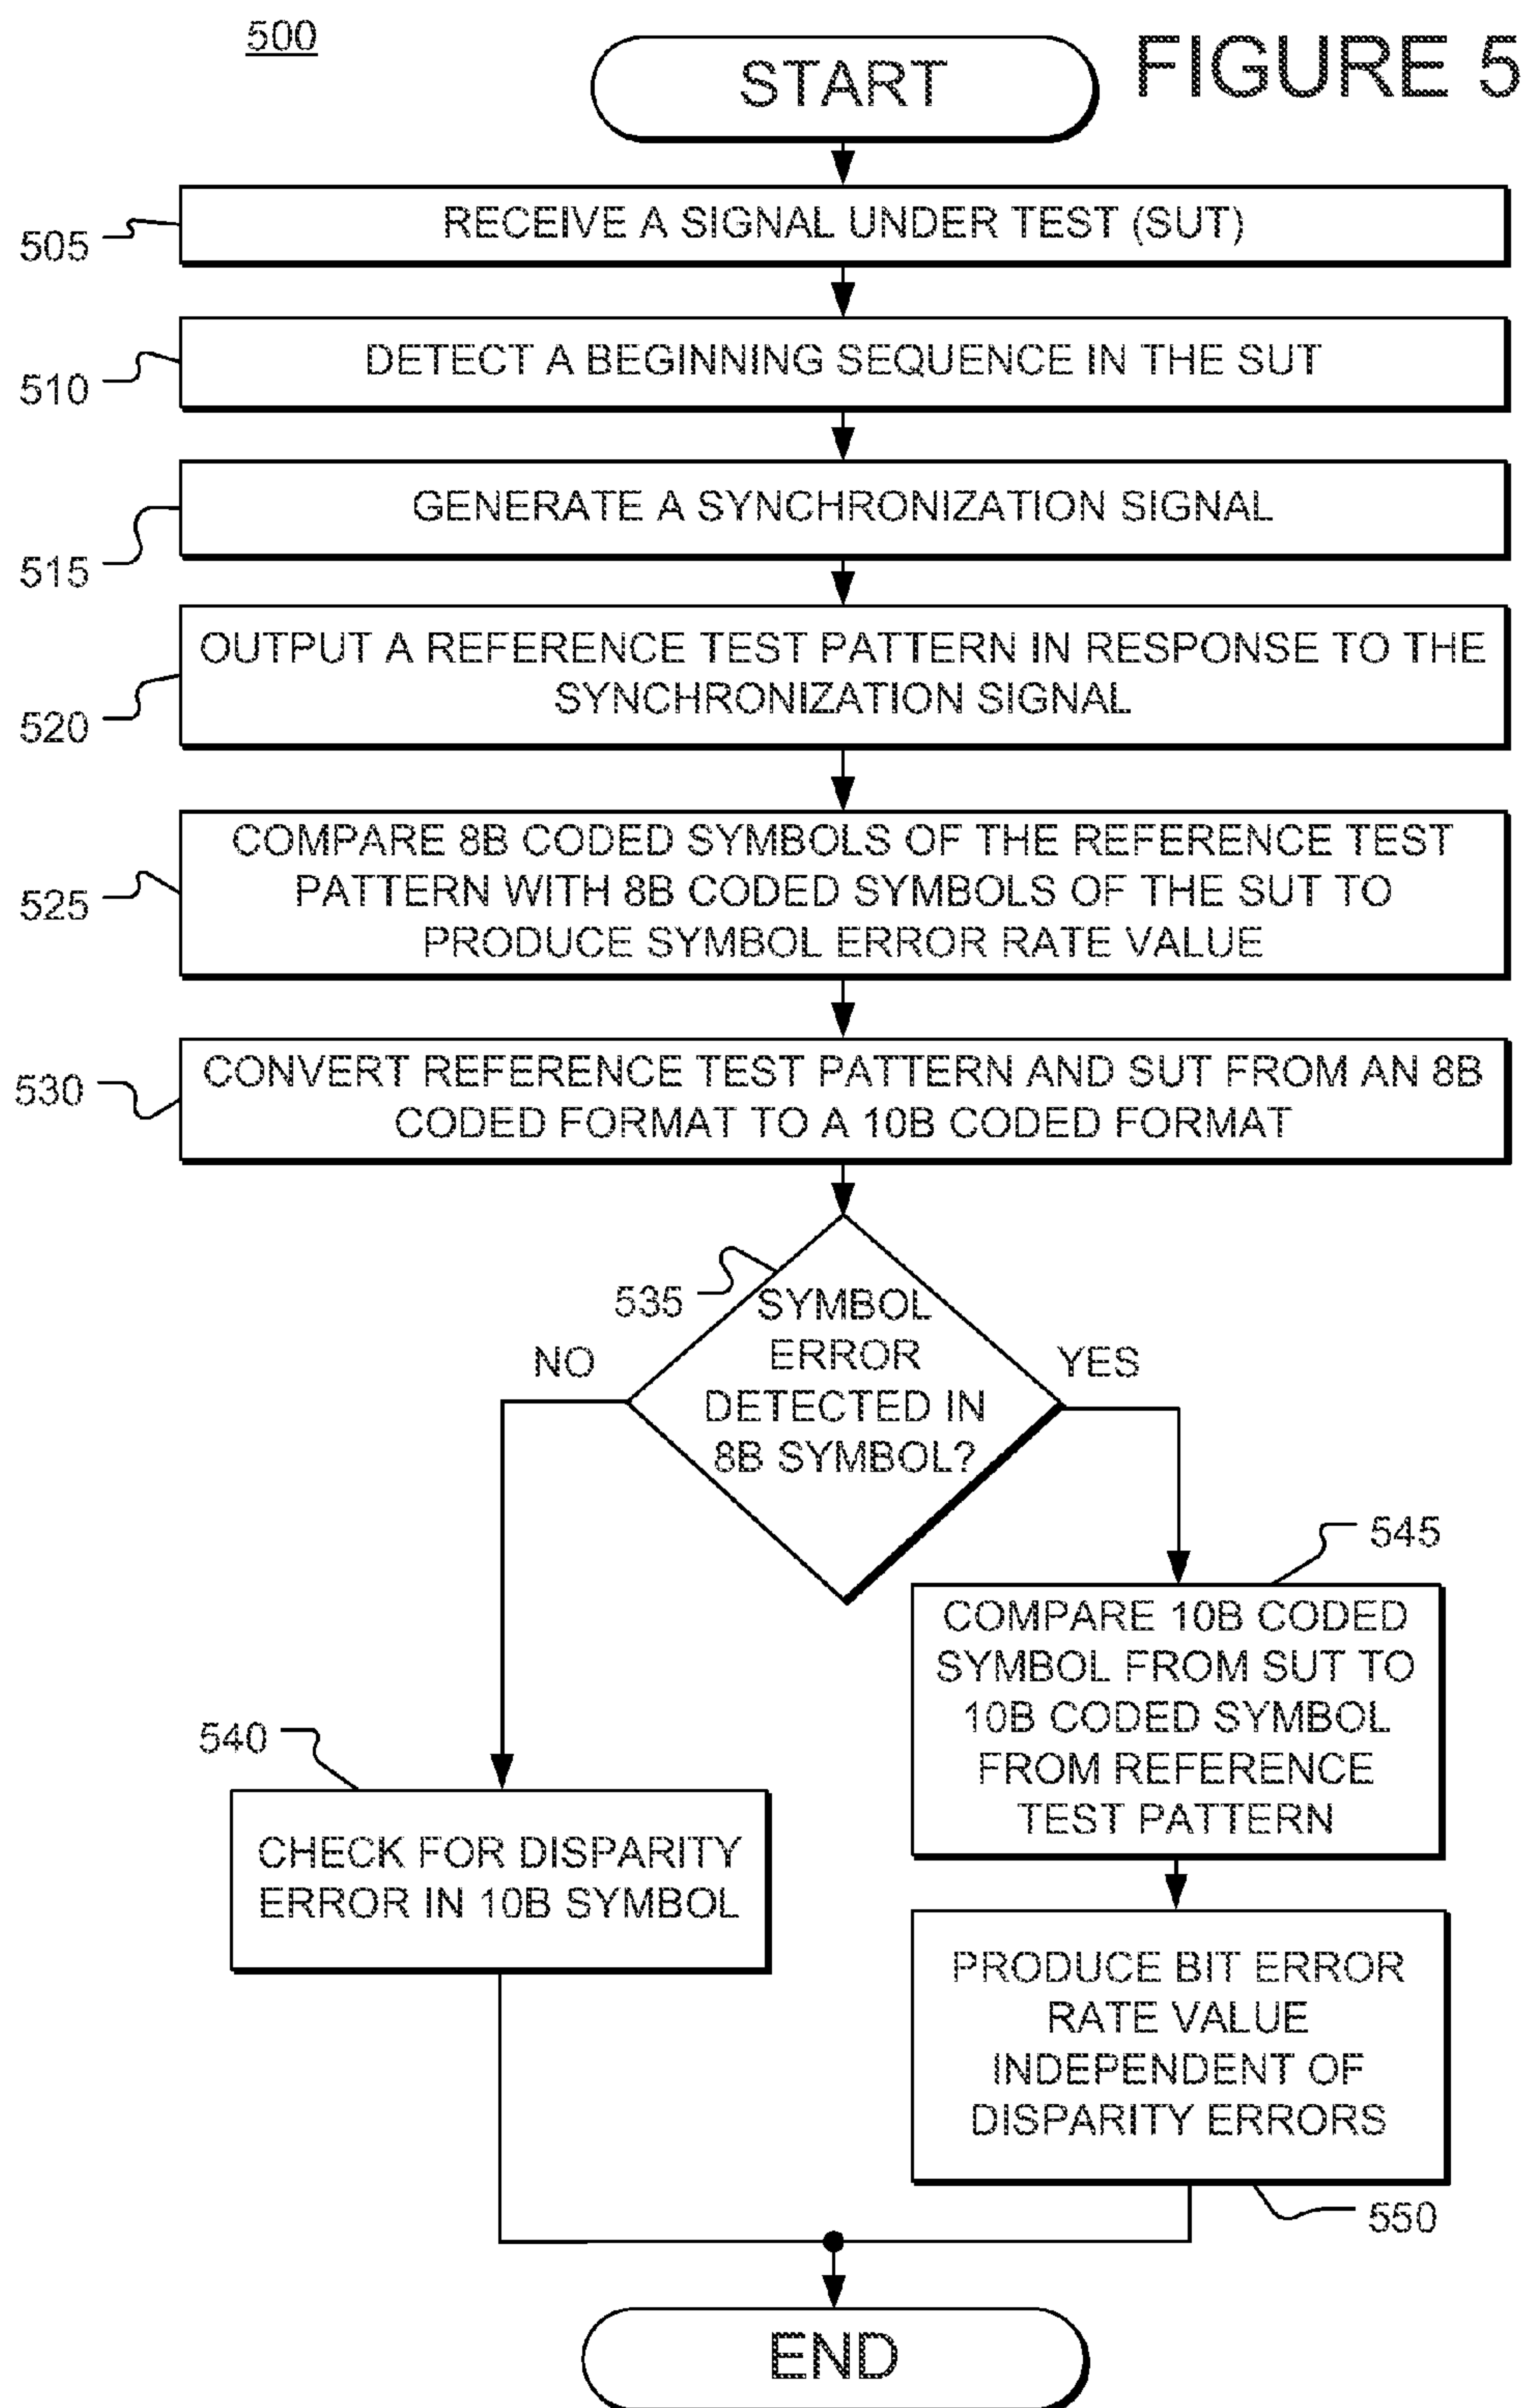 500
FIGURE 5
START
505
RECEIVE A SIGNAL UNDER TEST (SUT)
510
DETECT A BEGINNING SEQUENCE IN THE SUT
515
GENERATE A SYNCHRONIZATION SIGNAL
520
OUTPUT A REFERENCE TEST PATTERN IN RESPONSE TO THE
SYNCHRONIZATION SIGNAL
525
COMPARE 8B CODED SYMBOLS OF THE REFERENCE TEST
PATTERN WITH 8B CODED SYMBOLS OF THE SUT TO
PRODUCE SYMBOL ERROR RATE VALUE
530
CONVERT REFERENCE TEST PATTERN AND SUT FROM AN 8B
CODED FORMAT TO A 10B CODED FORMAT
535
SYMBOL
ERROR
DETECTED IN
8B SYMBOL?
NO
YES
540
CHECK FOR DISPARITY
ERROR IN 10B SYMBOL
545
COMPARE 10B CODED
SYMBOL FROM SUT TO
10B CODED SYMBOL
FROM REFERENCE
TEST PATTERN
PRODUCE BIT ERROR
RATE VALUE
INDEPENDENT OF
DISPARITY ERRORS
550
END